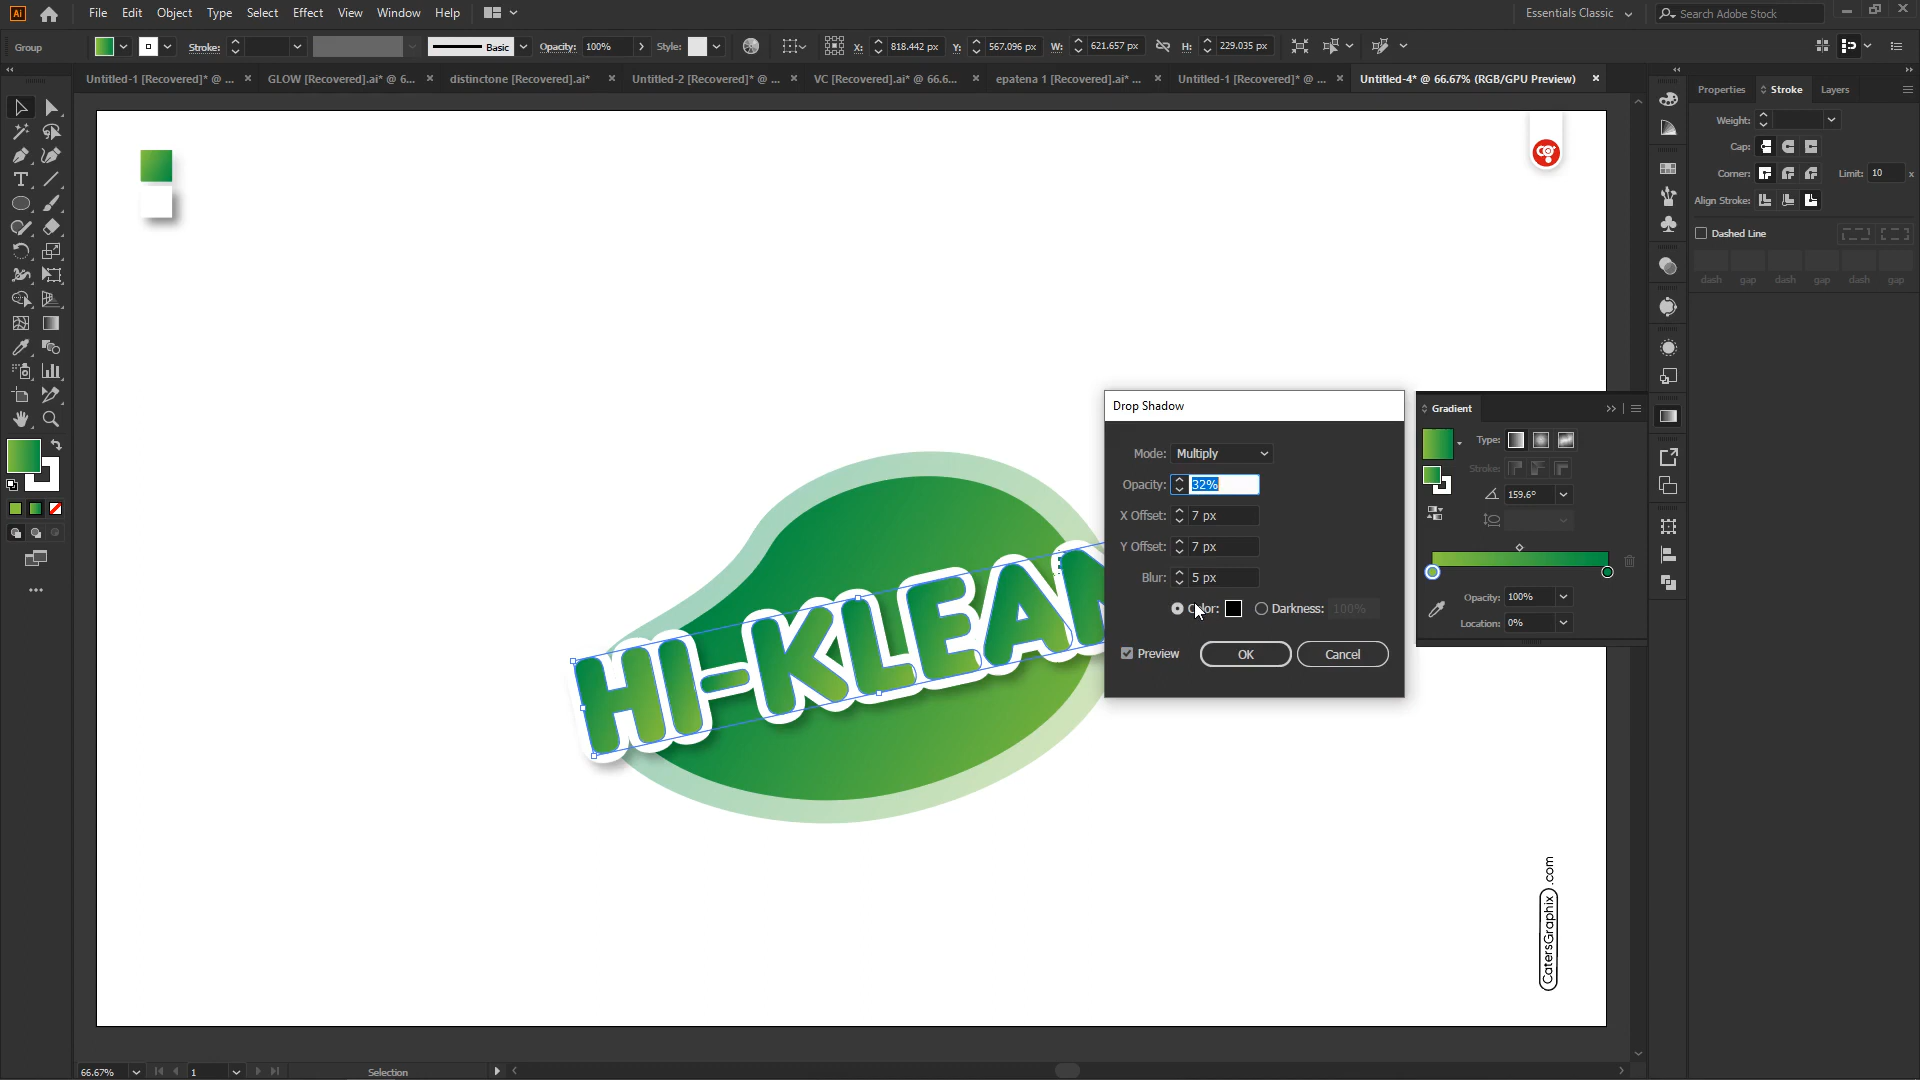 Ai File Edit Object Type Select Effect View Window Help Essentials Classic Search Adobe Stock
Group Stroke: Basic Opacity: 100% Style: X: 818.442 px Y: 567.096 px W: 621.657 px H: 229.035 px
Untitled-1 [Recovered]* @ ... × GLOW [Recovered].ai* @ 6... × distinctone [Recovered].ai* × Untitled-2 [Recovered]* @ ... × VC [Recovered].ai* @ 66.6... × epatena 1 [Recovered].ai* ... × Untitled-1 [Recovered]* @ ... × Untitled-4* @ 66.67% (RGB/GPU Preview) ×
Properties Stroke Layers
Weight:
Cap:
Corner: Limit: 10 x
Align Stroke:
Dashed Line
dash gap dash gap dash gap
HI-KLEAN
Drop Shadow
Mode: Multiply
Opacity: 32%
X Offset: 7 px
Y Offset: 7 px
Blur: 5 px
Color: Darkness: 100%
Preview OK Cancel
Gradient
Type:
Stroke:
159.6°
Opacity: 100%
Location: 0%
CatersGraphix .com
66.67% 1 Selection